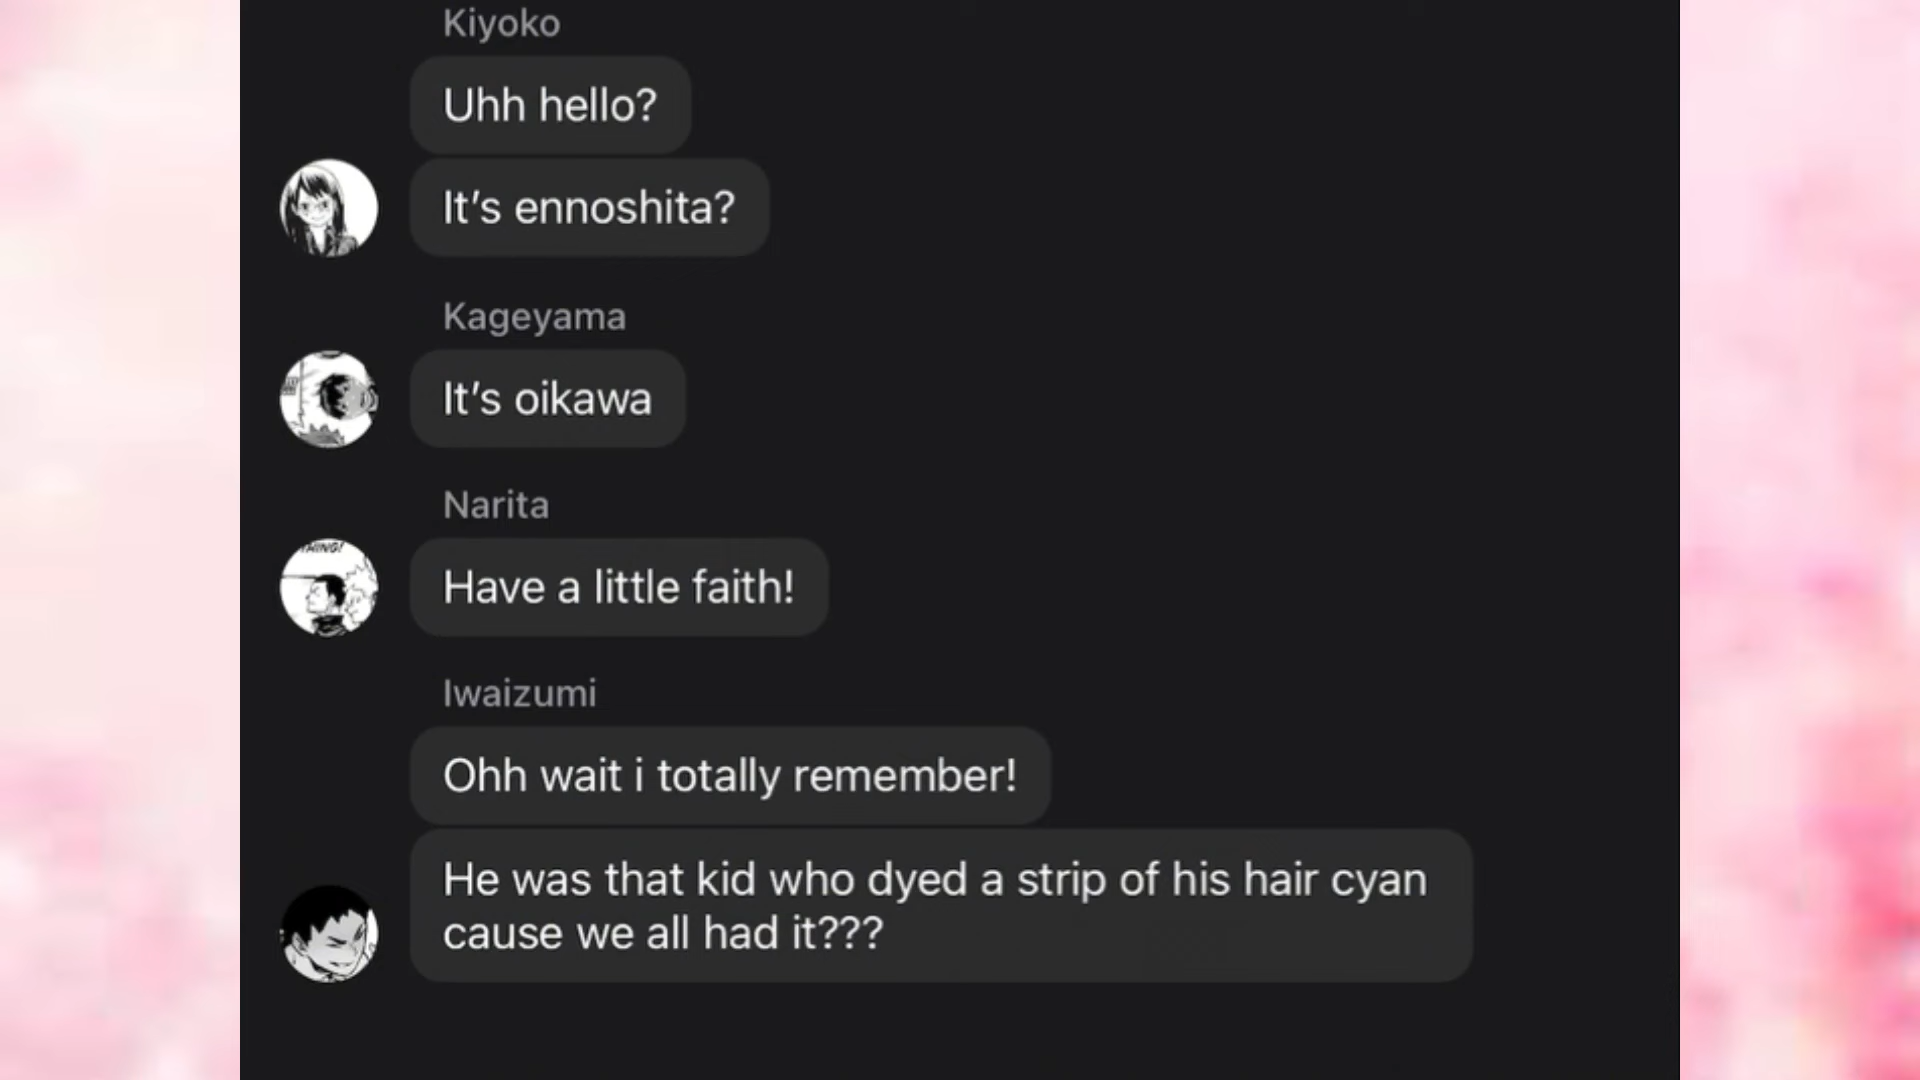 Kiyoko
Uhh hello?
It’s ennoshita?
Kageyama
It’s oikawa
Narita
Have a little faith!
Iwaizumi
Ohh wait i totally remember!
He was that kid who dyed a strip of his hair cyan
cause we all had it???